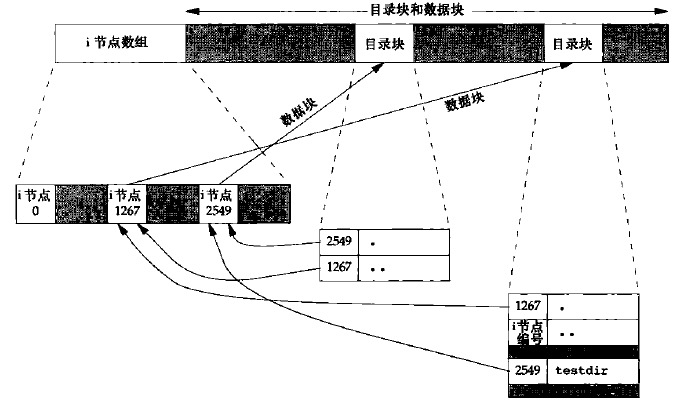 目录块和数据块
i 节点数组
目录块
目录块
数据块
数据块
i 节点
0
i 节点
1267
i 节点
2549
2549 .
1267 ..
1267 .
i节点
编号 ..
2549 testdir